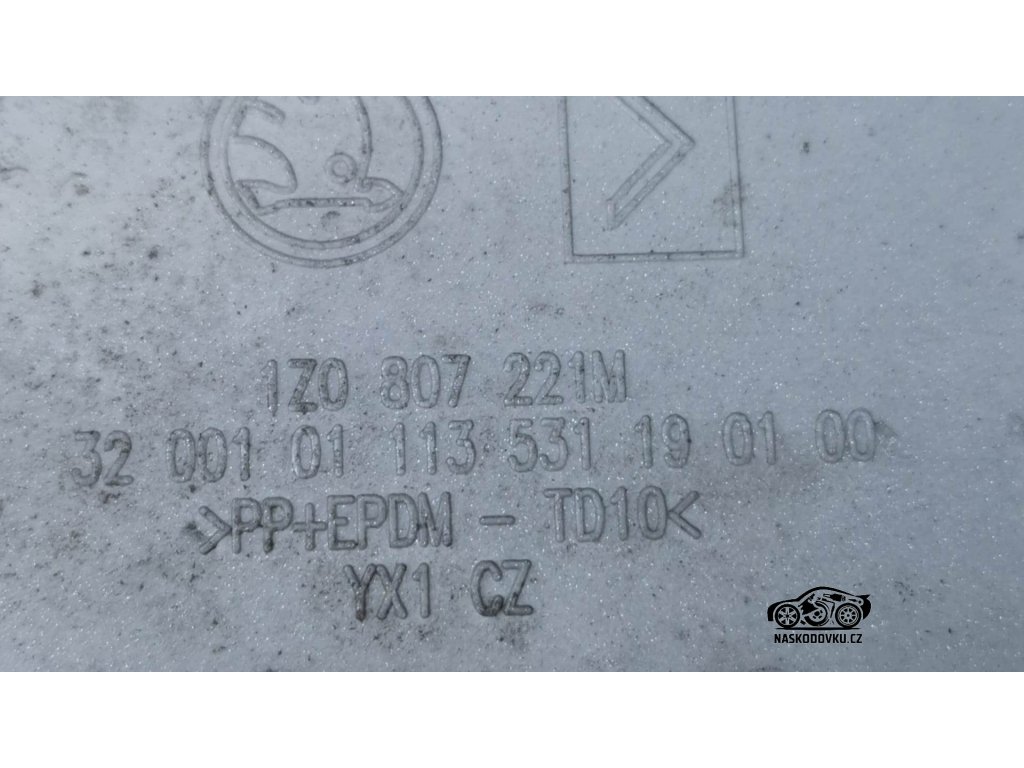 1Z0 807 221M
32 001 01 113 531 19 01 00
>PP+EPDM - TD10<
YX1 CZ
NASKODOVKU.CZ